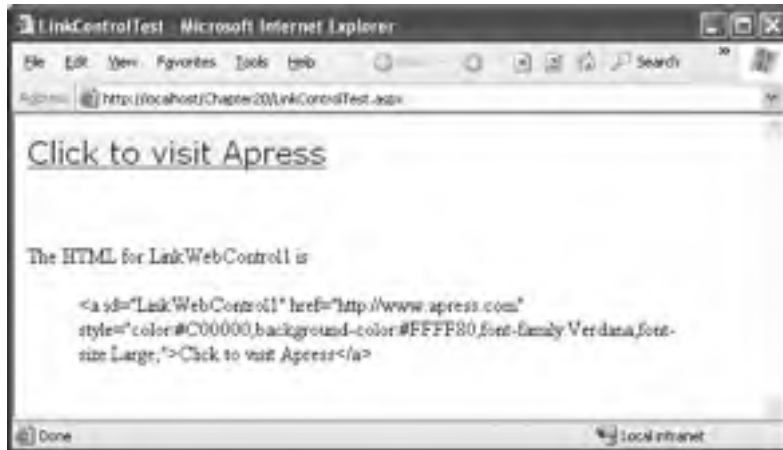 LinkControlTest - Microsoft Internet Explorer
File Edit View Favorites Tools Help Search »
Address http://localhost/Chapter20/LinkControlTest.aspx
Click to visit Apress
The HTML for LinkWebControl1 is
<a id="LinkWebControl1" href="http://www.apress.com"
style="color:#C00000;background-color:#FFFF80;font-family:Verdana;font-
size:Large;">Click to visit Apress</a>
Done Local intranet